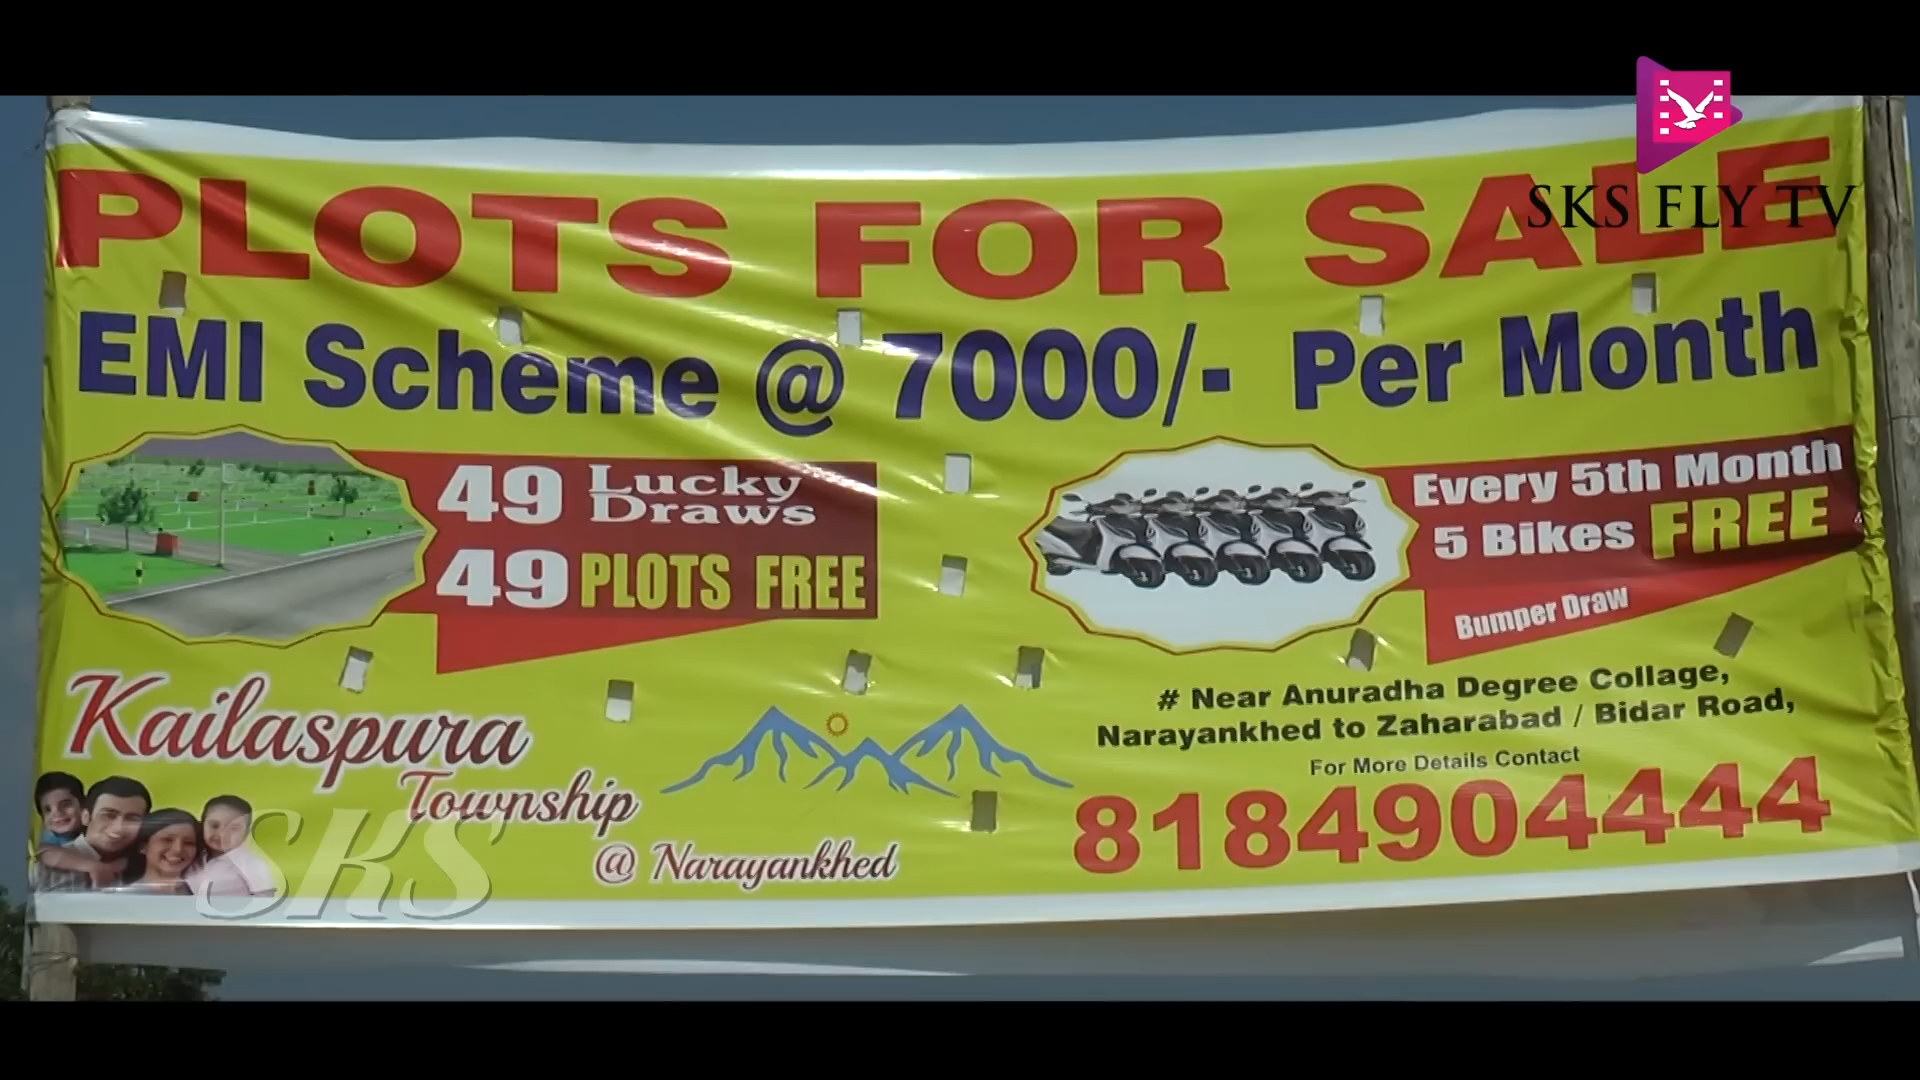 SKS FLY TV
PLOTS FOR SALE
EMI Scheme @ 7000/- Per Month
49 Lucky Draws
49 PLOTS FREE
Every 5th Month
5 Bikes FREE
Bumper Draw
Kailaspura
Township
@ Narayankhed
# Near Anuradha Degree Collage,
Narayankhed to Zaharabad / Bidar Road,
For More Details Contact
8184904444
SKS